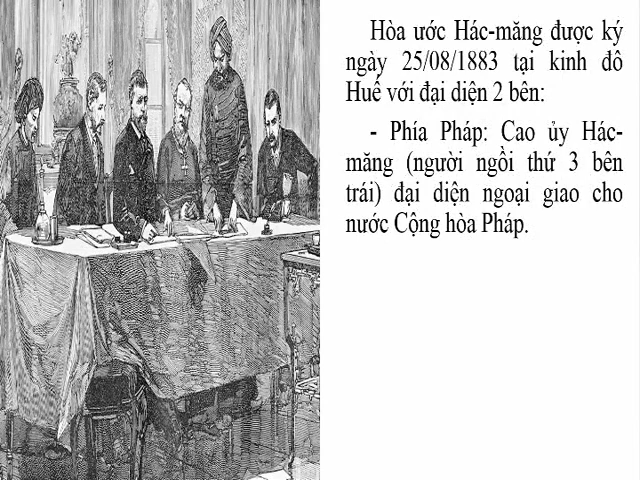 Hòa ước Hác-măng được ký
ngày 25/08/1883 tại kinh đô
Huế với đại diện 2 bên:
- Phía Pháp: Cao ủy Hác-
măng (người ngồi thứ 3 bên
trái) đại diện ngoại giao cho
nước Cộng hòa Pháp.